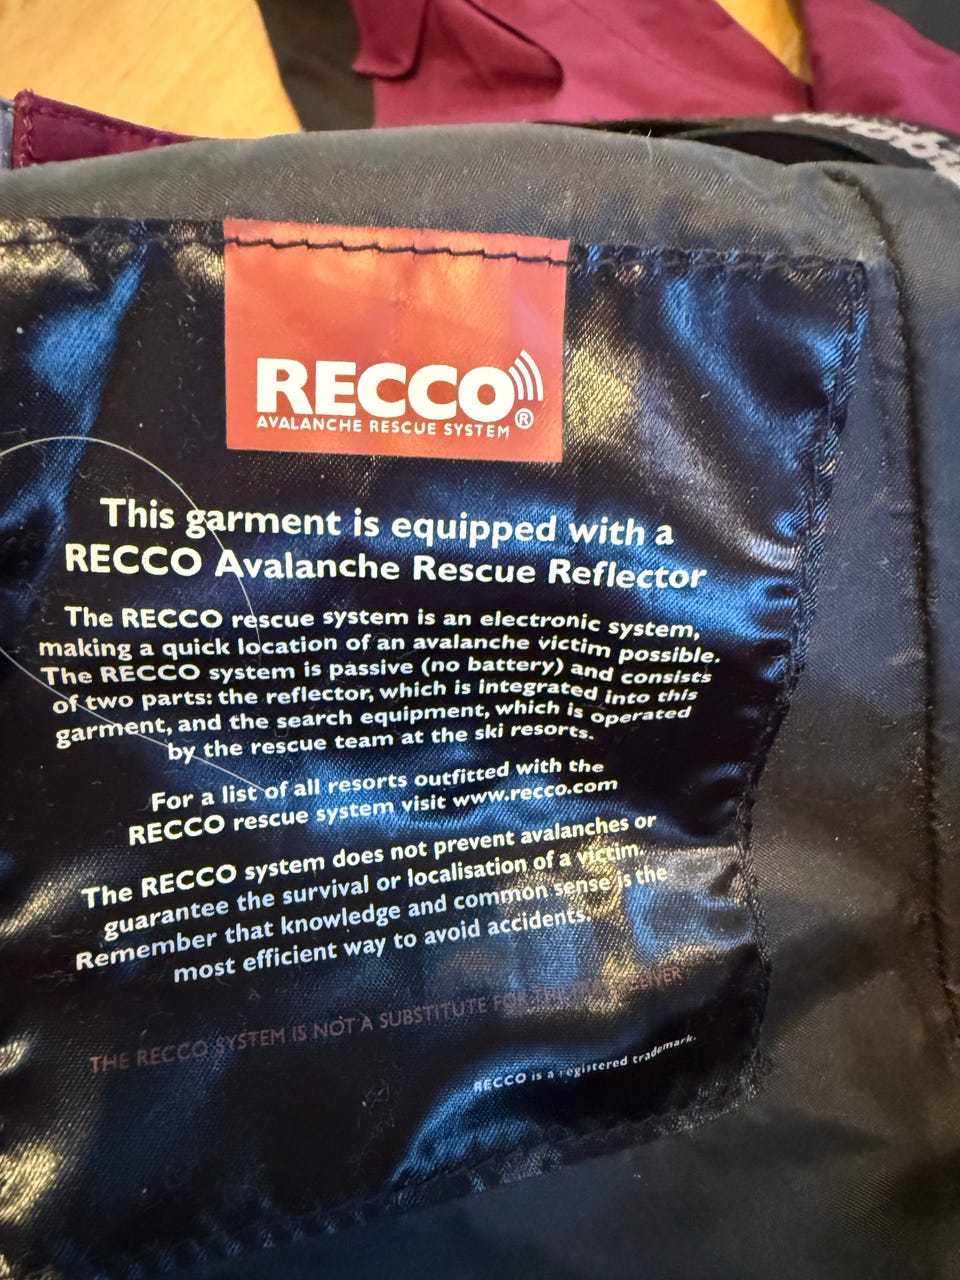 RECCO®
AVALANCHE RESCUE SYSTEM
This garment is equipped with a
RECCO Avalanche Rescue Reflector
The RECCO rescue system is an electronic system,
making a quick location of an avalanche victim possible.
The RECCO system is passive (no battery) and consists
of two parts: the reflector, which is integrated into this
garment, and the search equipment, which is operated
by the rescue team at the ski resorts.
For a list of all resorts outfitted with the
RECCO rescue system visit www.recco.com
The RECCO system does not prevent avalanches or
guarantee the survival or localisation of a victim.
Remember that knowledge and common sense is the
most efficient way to avoid accidents.
THE RECCO SYSTEM IS NOT A SUBSTITUTE FOR
RECCO is a registered trademark.